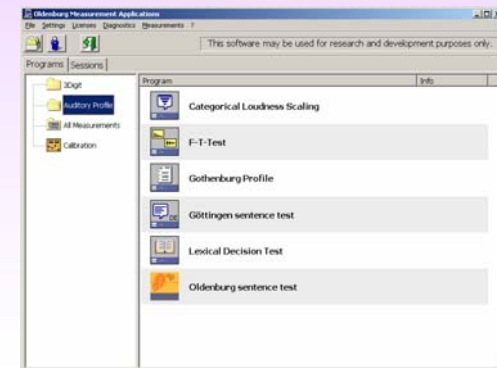 Oldenburg Measurement Applications
File Settings Licenses Diagnostics Measurements ?
This software may be used for research and development purposes only.
Programs Sessions
3Digit
Auditory Profile
All Measurements
Calibration
Program Info
Categorical Loudness Scaling
F-T-Test
Gothenburg Profile
Göttingen sentence test
Lexical Decision Test
Oldenburg sentence test